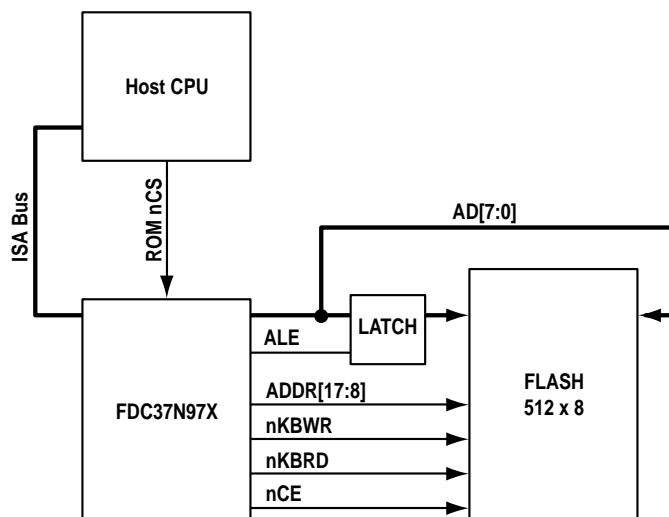 Host CPU
ISA Bus
ROM nCS
AD[7:0]
ALE
LATCH
FDC37N97X
ADDR[17:8]
nKBWR
nKBRD
nCE
FLASH
512 x 8